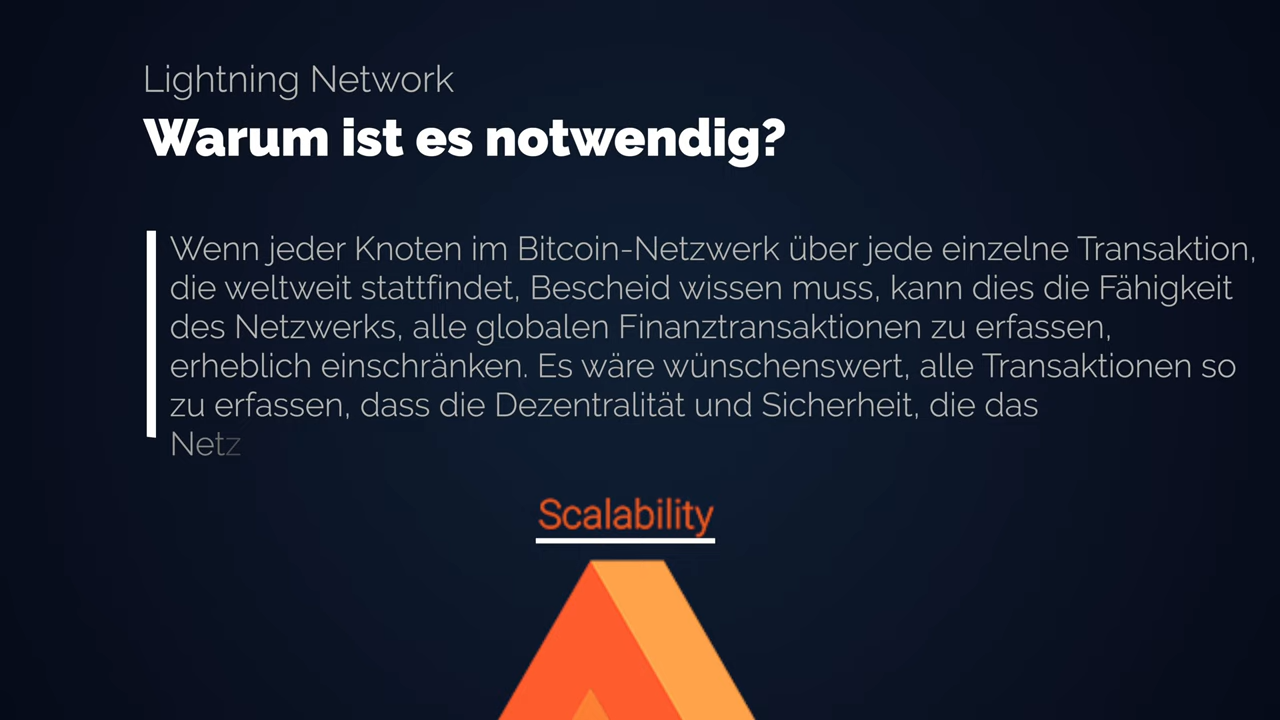 Lightning Network
Warum ist es notwendig?
Wenn jeder Knoten im Bitcoin-Netzwerk über jede einzelne Transaktion,
die weltweit stattfindet, Bescheid wissen muss, kann dies die Fähigkeit
des Netzwerks, alle globalen Finanztransaktionen zu erfassen,
erheblich einschränken. Es wäre wünschenswert, alle Transaktionen so
zu erfassen, dass die Dezentralität und Sicherheit, die das
Netz
Scalability